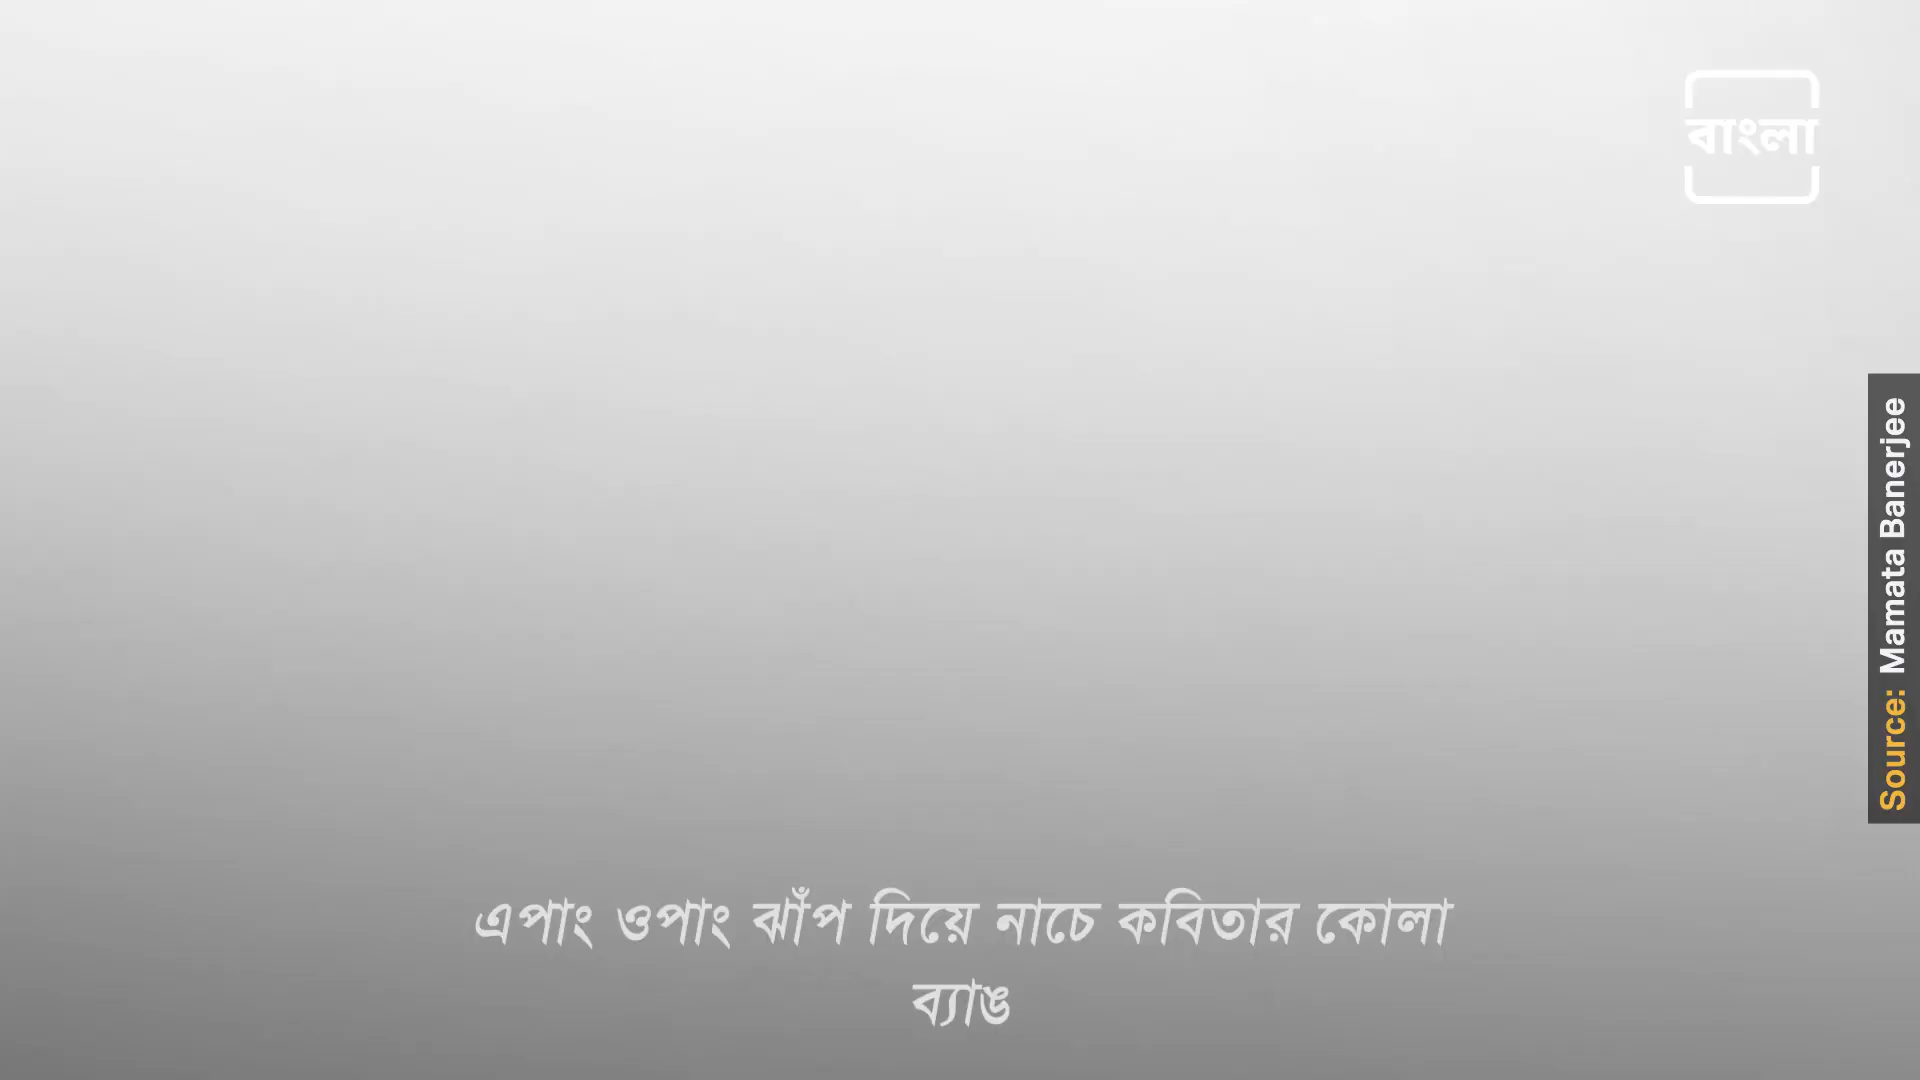 বাংলা
Source: Mamata Banerjee
এপাং ওপাং ঝাঁপ দিয়ে নাচে কবিতার কোলা
ব্যাঙ